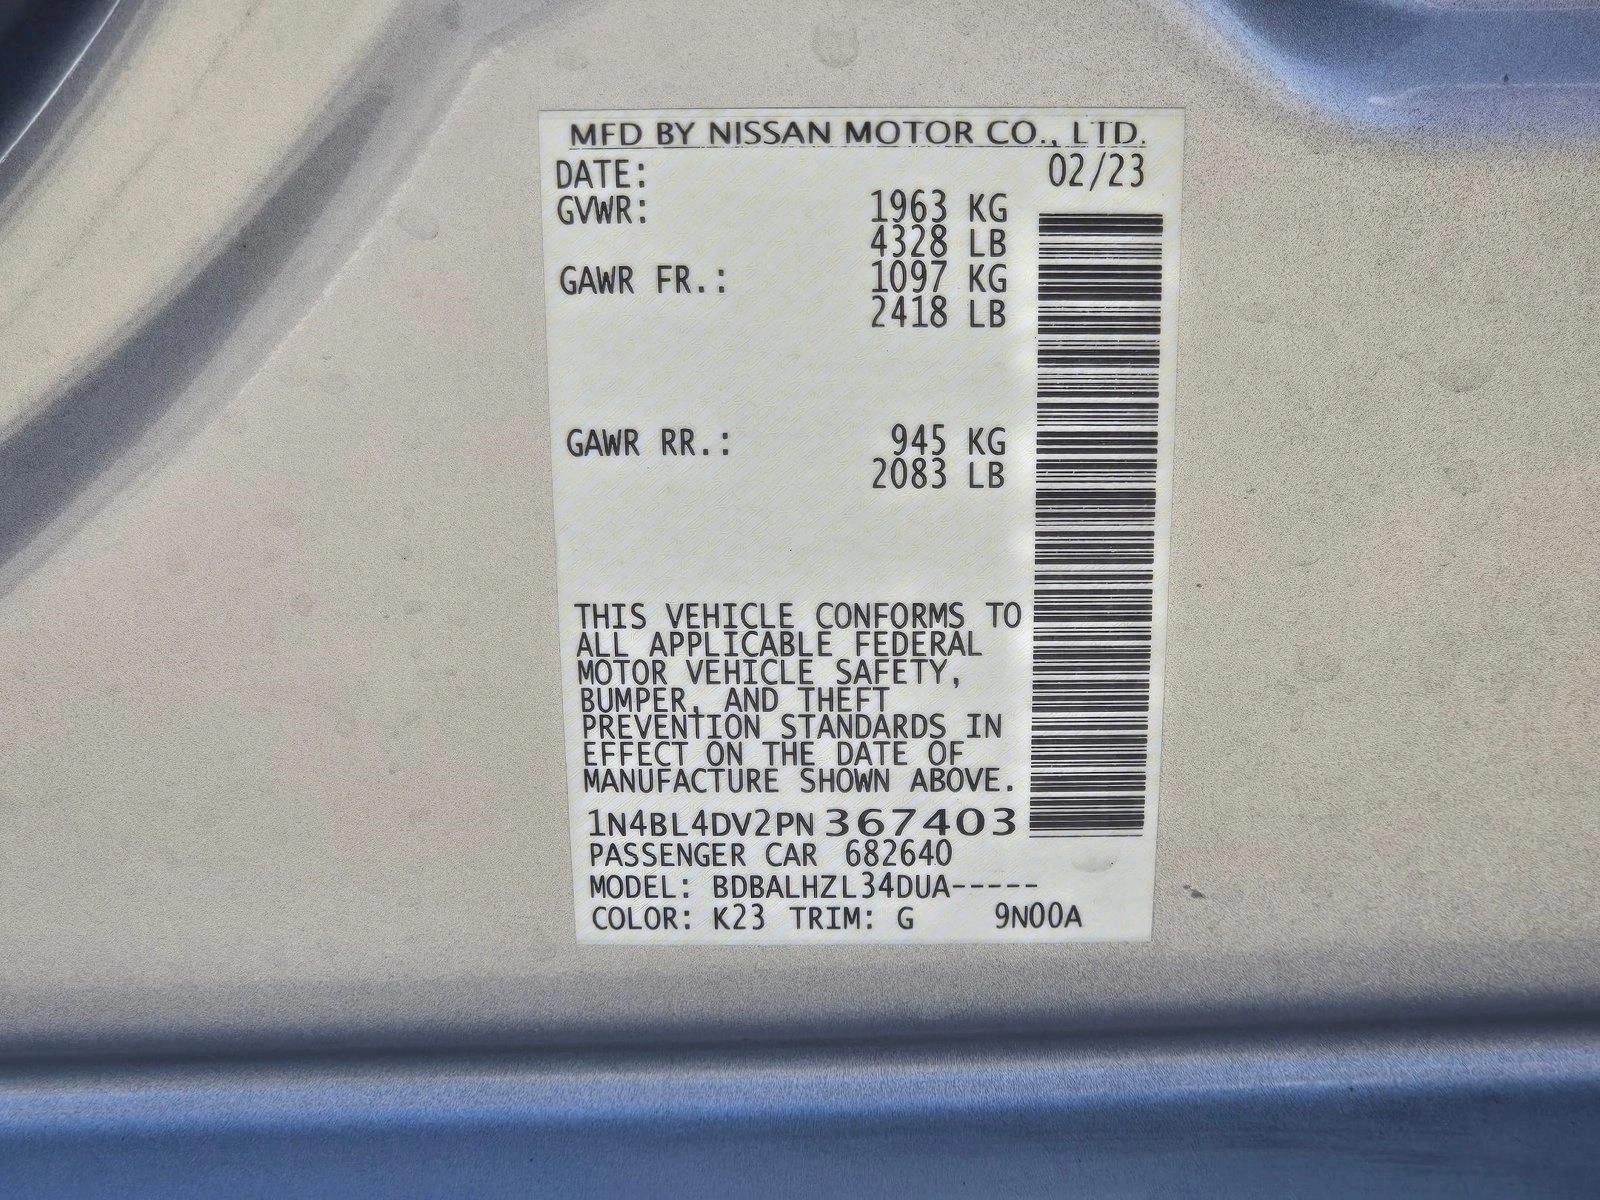 MFD BY NISSAN MOTOR CO., LTD.
DATE: 02/23
GVWR: 1963 KG
4328 LB
GAWR FR.: 1097 KG
2418 LB
GAWR RR.: 945 KG
2083 LB
THIS VEHICLE CONFORMS TO
ALL APPLICABLE FEDERAL
MOTOR VEHICLE SAFETY,
BUMPER, AND THEFT
PREVENTION STANDARDS IN
EFFECT ON THE DATE OF
MANUFACTURE SHOWN ABOVE.
1N4BL4DV2PN367403
PASSENGER CAR 682640
MODEL: BDBALHZL34DUA-----
COLOR: K23 TRIM: G 9N00A